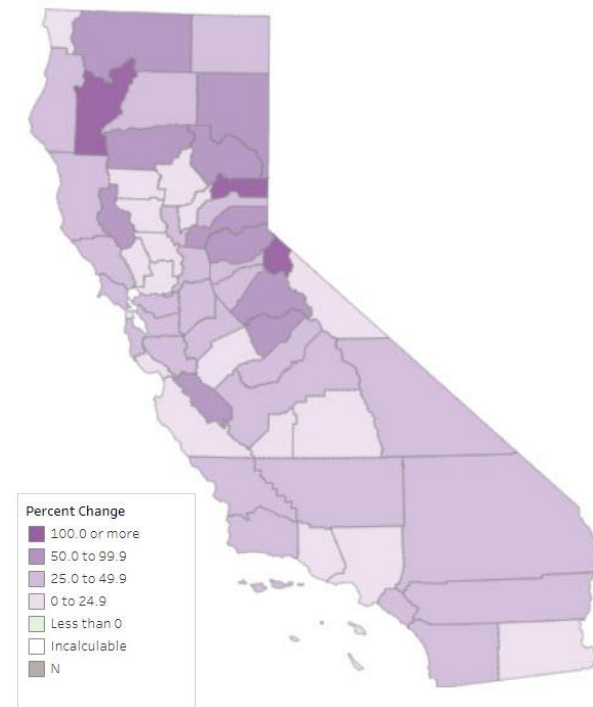 Percent Change
100.0 or more
50.0 to 99.9
25.0 to 49.9
0 to 24.9
Less than 0
Incalculable
N